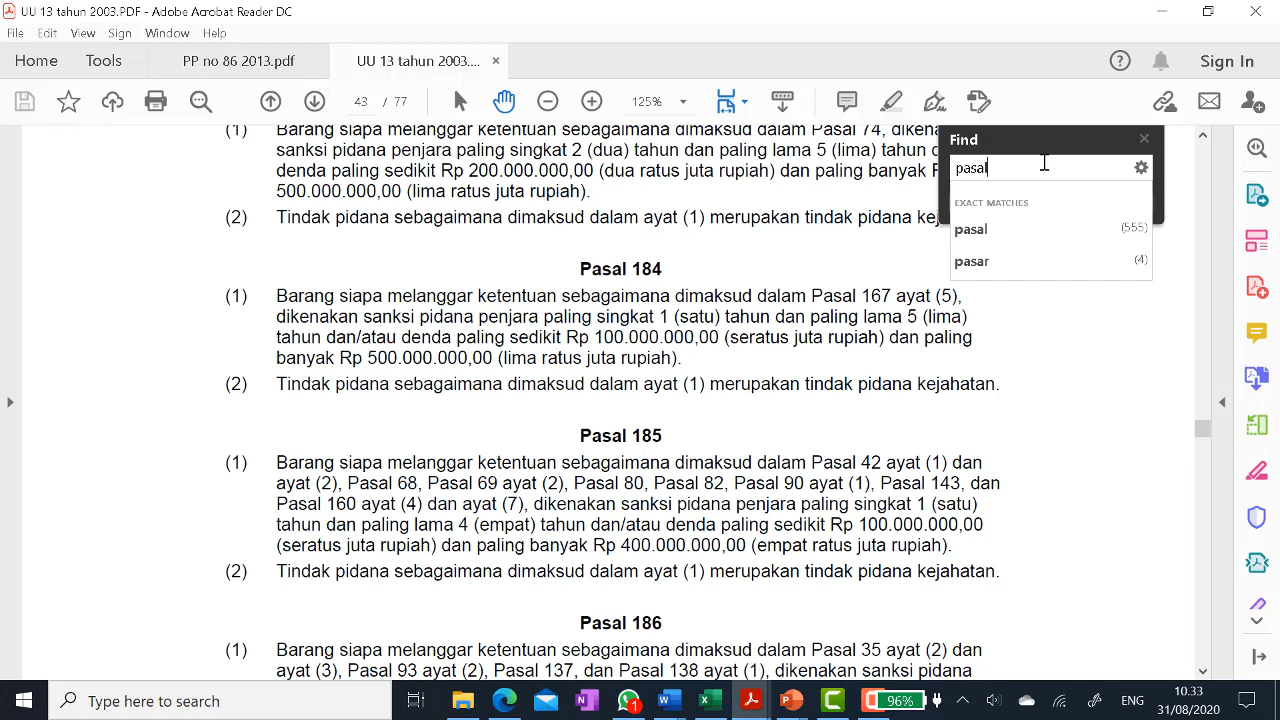 UU 13 tahun 2003.PDF - Adobe Acrobat Reader DC
File Edit View Sign Window Help
Home Tools PP no 86 2013.pdf UU 13 tahun 2003.... × Sign In
43 / 77 125%
(1) Barang siapa melanggar ketentuan sebagaimana dimaksud dalam Pasal 74, dikena
sanksi pidana penjara paling singkat 2 (dua) tahun dan paling lama 5 (lima) tahun
denda paling sedikit Rp 200.000.000,00 (dua ratus juta rupiah) dan paling banyak
500.000.000,00 (lima ratus juta rupiah).
(2) Tindak pidana sebagaimana dimaksud dalam ayat (1) merupakan tindak pidana kejah
Find
pasal
EXACT MATCHES
pasal (555)
pasar (4)
Pasal 184
(1) Barang siapa melanggar ketentuan sebagaimana dimaksud dalam Pasal 167 ayat (5),
dikenakan sanksi pidana penjara paling singkat 1 (satu) tahun dan paling lama 5 (lima)
tahun dan/atau denda paling sedikit Rp 100.000.000,00 (seratus juta rupiah) dan paling
banyak Rp 500.000.000,00 (lima ratus juta rupiah).
(2) Tindak pidana sebagaimana dimaksud dalam ayat (1) merupakan tindak pidana kejahatan.
Pasal 185
(1) Barang siapa melanggar ketentuan sebagaimana dimaksud dalam Pasal 42 ayat (1) dan
ayat (2), Pasal 68, Pasal 69 ayat (2), Pasal 80, Pasal 82, Pasal 90 ayat (1), Pasal 143, dan
Pasal 160 ayat (4) dan ayat (7), dikenakan sanksi pidana penjara paling singkat 1 (satu)
tahun dan paling lama 4 (empat) tahun dan/atau denda paling sedikit Rp 100.000.000,00
(seratus juta rupiah) dan paling banyak Rp 400.000.000,00 (empat ratus juta rupiah).
(2) Tindak pidana sebagaimana dimaksud dalam ayat (1) merupakan tindak pidana kejahatan.
Pasal 186
(1) Barang siapa melanggar ketentuan sebagaimana dimaksud dalam Pasal 35 ayat (2) dan
ayat (3), Pasal 93 ayat (2), Pasal 137, dan Pasal 138 ayat (1), dikenakan sanksi pidana
Type here to search
96%
ENG
10.33
31/08/2020